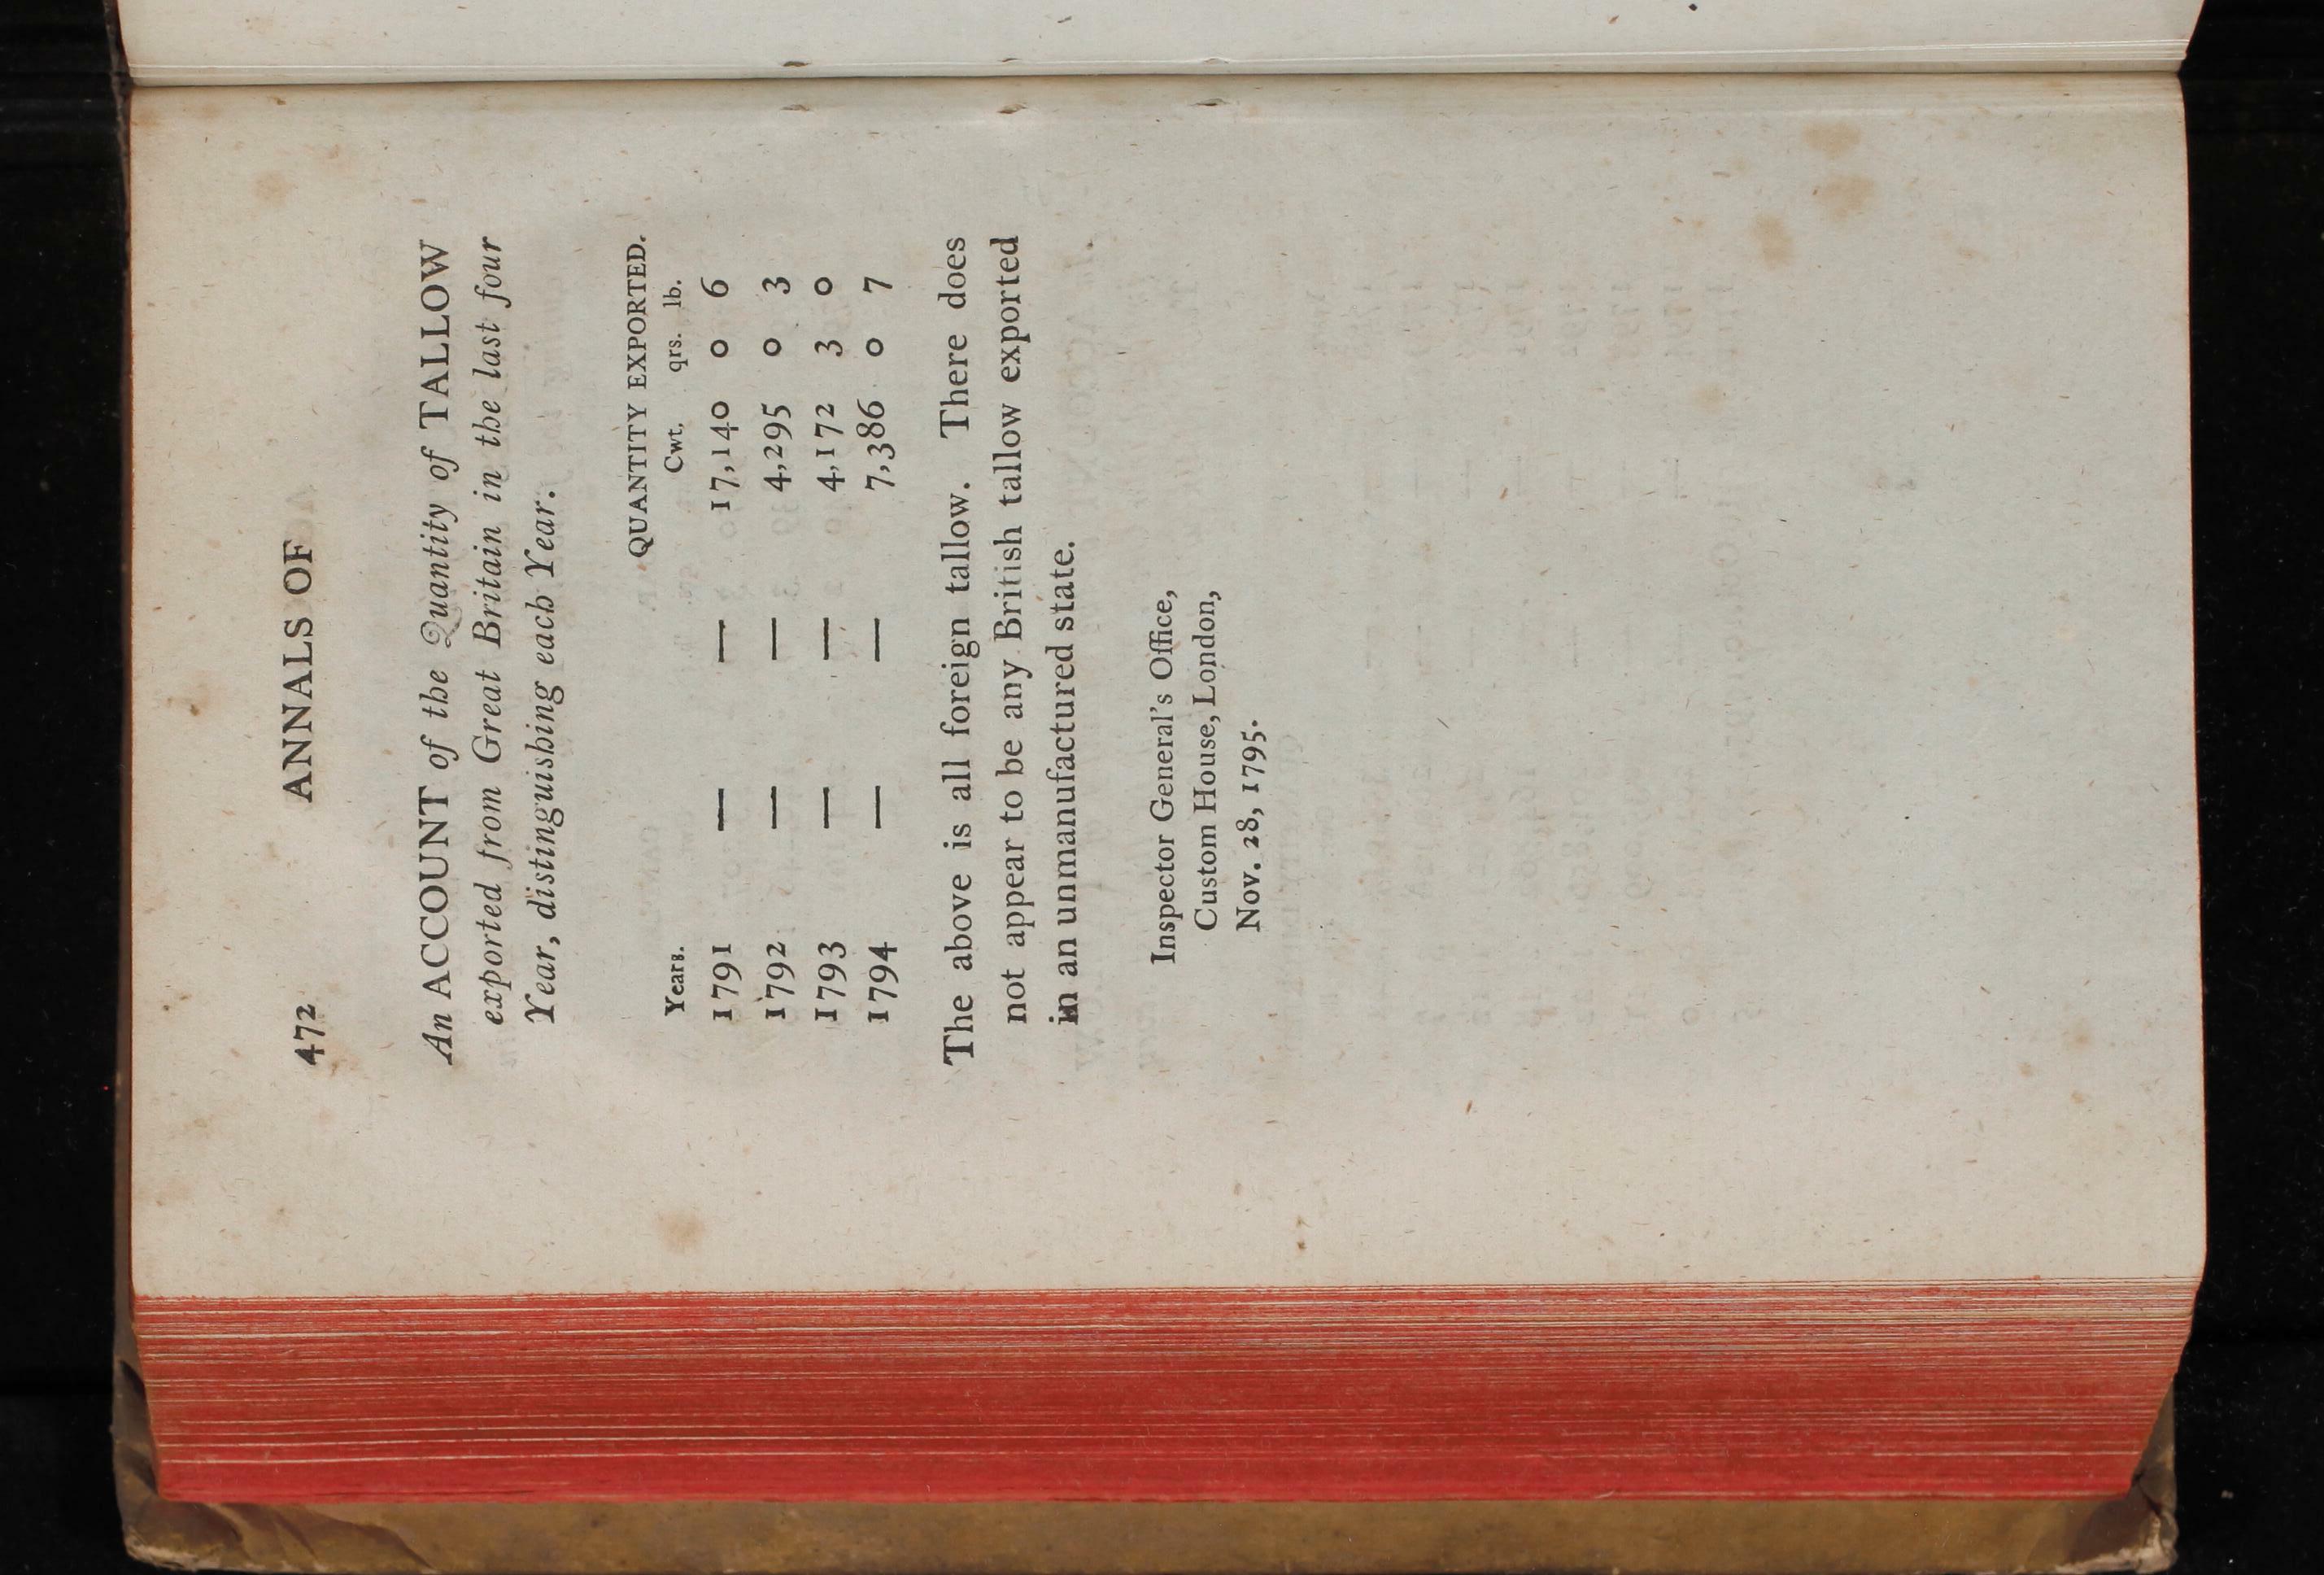 472 ANNALS OF
An ACCOUNT of the Quantity of TALLOW
exported from Great Britain in the last four
Year, distinguishing each Year.
QUANTITY EXPORTED.
Years. Cwt. qrs. lb.
1791 — — 17,140 0 6
1792 — — 4,295 0 3
1793 — — 4,172 3 0
1794 — — 7,386 0 7
The above is all foreign tallow. There does
not appear to be any British tallow exported
in an unmanufactured state.
Inspector General's Office,
Custom House, London,
Nov. 28, 1795.